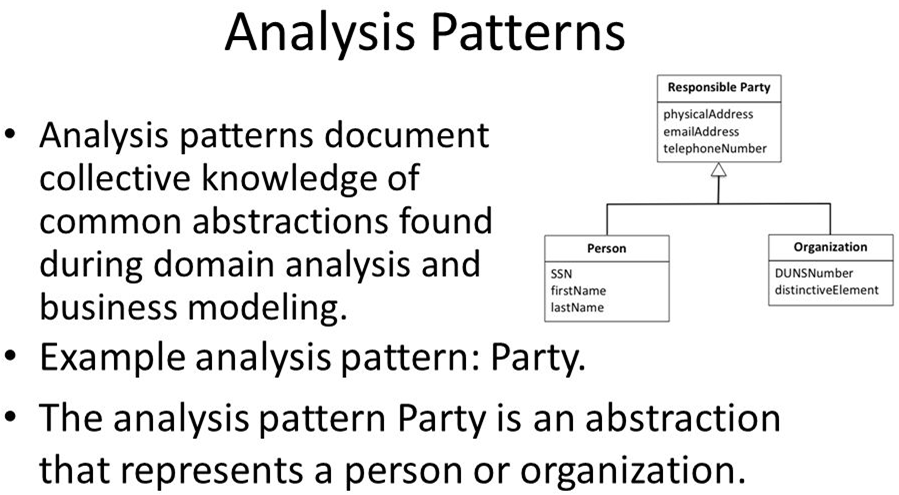 Analysis Patterns
• Analysis patterns document
collective knowledge of
common abstractions found
during domain analysis and
business modeling.
• Example analysis pattern: Party.
• The analysis pattern Party is an abstraction
that represents a person or organization.
Responsible Party
physicalAddress
emailAddress
telephoneNumber
Person
SSN
firstName
lastName
Organization
DUNSNumber
distinctiveElement